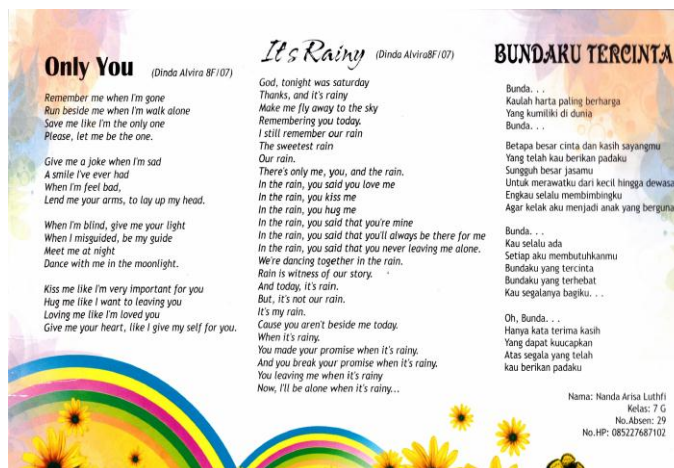 Only You (Dinda Alvira 8F/07)
Remember me when I'm gone
Run beside me when I'm walk alone
Save me like I'm the only one
Please, let me be the one.
Give me a joke when I'm sad
A smile I've ever had
When I'm feel bad,
Lend me your arms, to lay up my head.
When I'm blind, give me your light
When I misguided, be my guide
Meet me at night
Dance with me in the moonlight.
Kiss me like I'm very important for you
Hug me like I want to leaving you
Loving me like I'm loved you
Give me your heart, like I give my self for you.
It's Rainy (Dinda Alvira8F/07)
God, tonight was saturday
Thanks, and it's rainy
Make me fly away to the sky
Remembering you today.
I still remember our rain
The sweetest rain
Our rain.
There's only me, you, and the rain.
In the rain, you said you love me
In the rain, you kiss me
In the rain, you hug me
In the rain, you said that you're mine
In the rain, you said that you'll always be there for me
In the rain, you said that you never leaving me alone.
We're dancing together in the rain.
Rain is witness of our story.
And today, it's rain.
But, it's not our rain.
It's my rain.
Cause you aren't beside me today.
When it's rainy.
You made your promise when it's rainy.
And you break your promise when it's rainy.
You leaving me when it's rainy
Now, I'll be alone when it's rainy...
BUNDAKU TERCINTA
Bunda. . .
Kaulah harta paling berharga
Yang kumiliki di dunia
Bunda. . .
Betapa besar cinta dan kasih sayangmu
Yang telah kau berikan padaku
Sungguh besar jasamu
Untuk merawatku dari kecil hingga dewasa
Engkau selalu membimbingku
Agar kelak aku menjadi anak yang berguna
Bunda. . .
Kau selalu ada
Setiap aku membutuhkanmu
Bundaku yang tercinta
Bundaku yang terhebat
Kau segalanya bagiku. . .
Oh, Bunda. . .
Hanya kata terima kasih
Yang dapat kuucapkan
Atas segala yang telah
kau berikan padaku
Nama: Nanda Arisa Luthfi
Kelas: 7 G
No.Absen: 29
No.HP: 085227687102